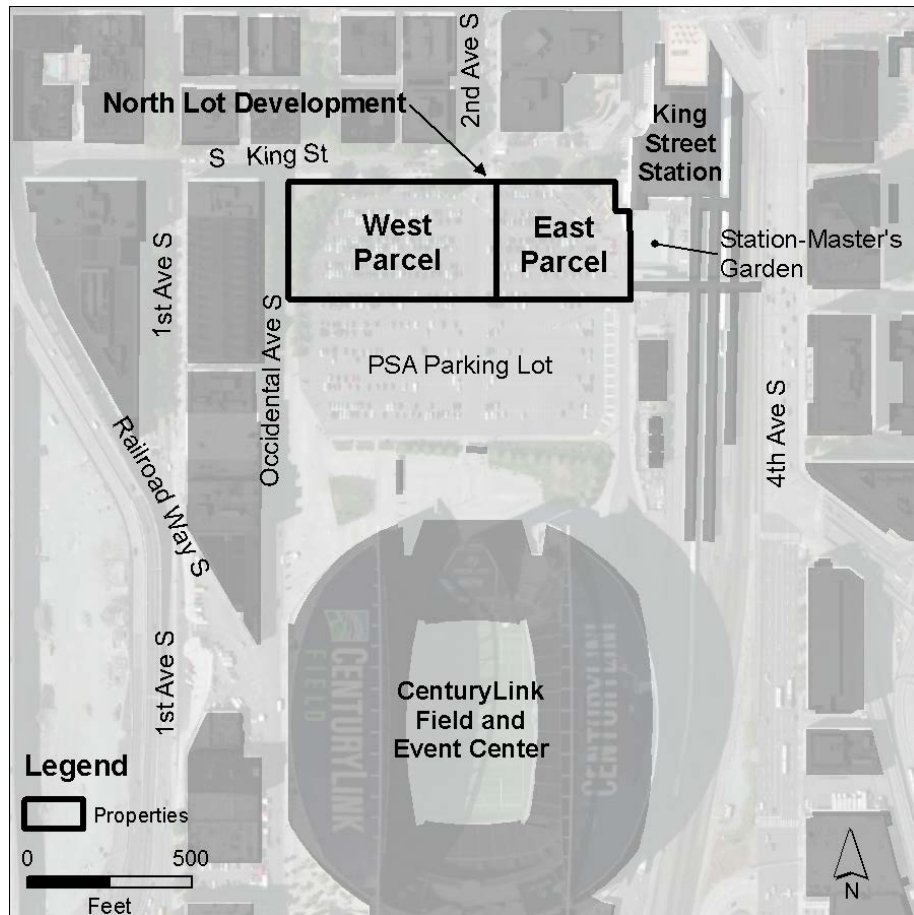 2nd Ave S
North Lot Development
King
Street
Station
S King St
West
Parcel
East
Parcel
Station-Master's
Garden
1st Ave S
Occidental Ave S
PSA Parking Lot
4th Ave S
Railroad Way S
1st Ave S
CENTURYLINK
FIELD
CENTURYLINK
CenturyLink
Field and
Event Center
Legend
Properties
0 500
Feet
N